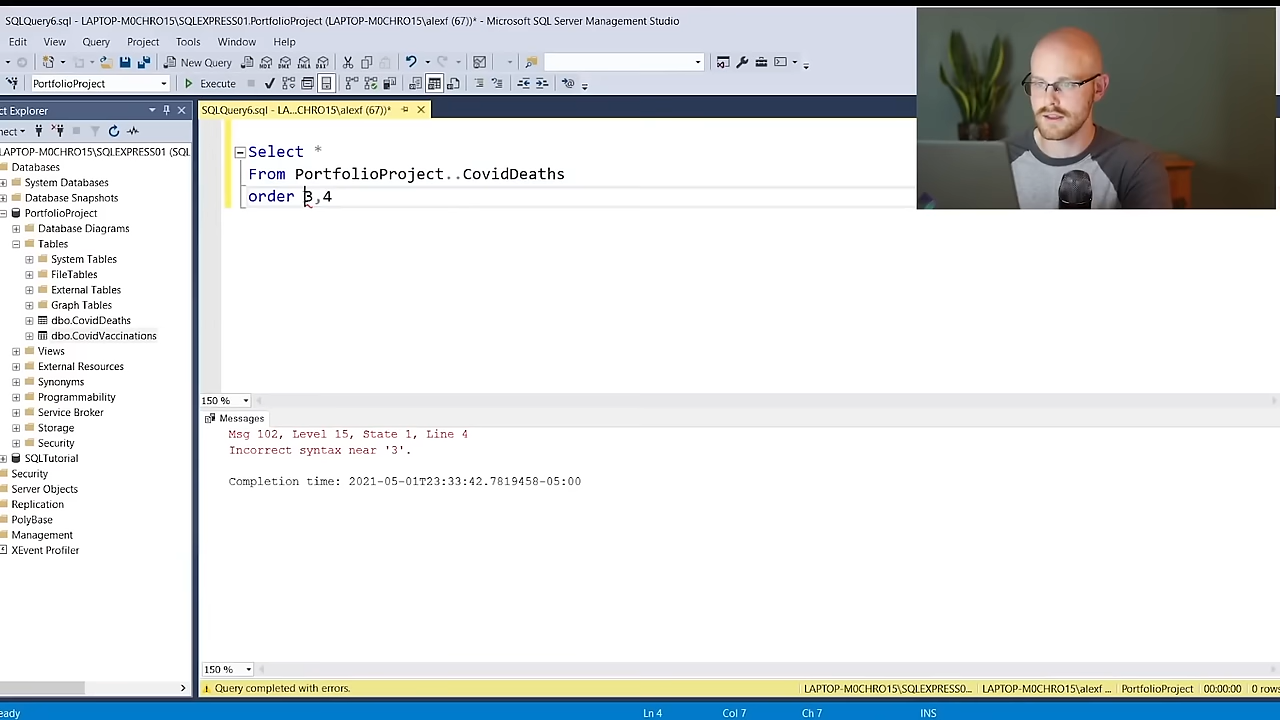 SQLQuery6.sql - LAPTOP-M0CHRO15\SQLEXPRESS01.PortfolioProject (LAPTOP-M0CHRO15\alexf (67))* - Microsoft SQL Server Management Studio
Edit View Query Project Tools Window Help
New Query
PortfolioProject Execute
ct Explorer
SQLQuery6.sql - LA...CHRO15\alexf (67))*
nect
LAPTOP-M0CHRO15\SQLEXPRESS01 (SQL
Databases
System Databases
Database Snapshots
PortfolioProject
Database Diagrams
Tables
System Tables
FileTables
External Tables
Graph Tables
dbo.CovidDeaths
dbo.CovidVaccinations
Views
External Resources
Synonyms
Programmability
Service Broker
Storage
Security
SQLTutorial
Security
Server Objects
Replication
PolyBase
Management
XEvent Profiler
Select *
From PortfolioProject..CovidDeaths
order 3,4
150 %
Messages
Msg 102, Level 15, State 1, Line 4
Incorrect syntax near '3'.
Completion time: 2021-05-01T23:33:42.7819458-05:00
150 %
Query completed with errors. LAPTOP-M0CHRO15\SQLEXPRESS0... LAPTOP-M0CHRO15\alexf ... PortfolioProject 00:00:00 0 rows
eady Ln 4 Col 7 Ch 7 INS